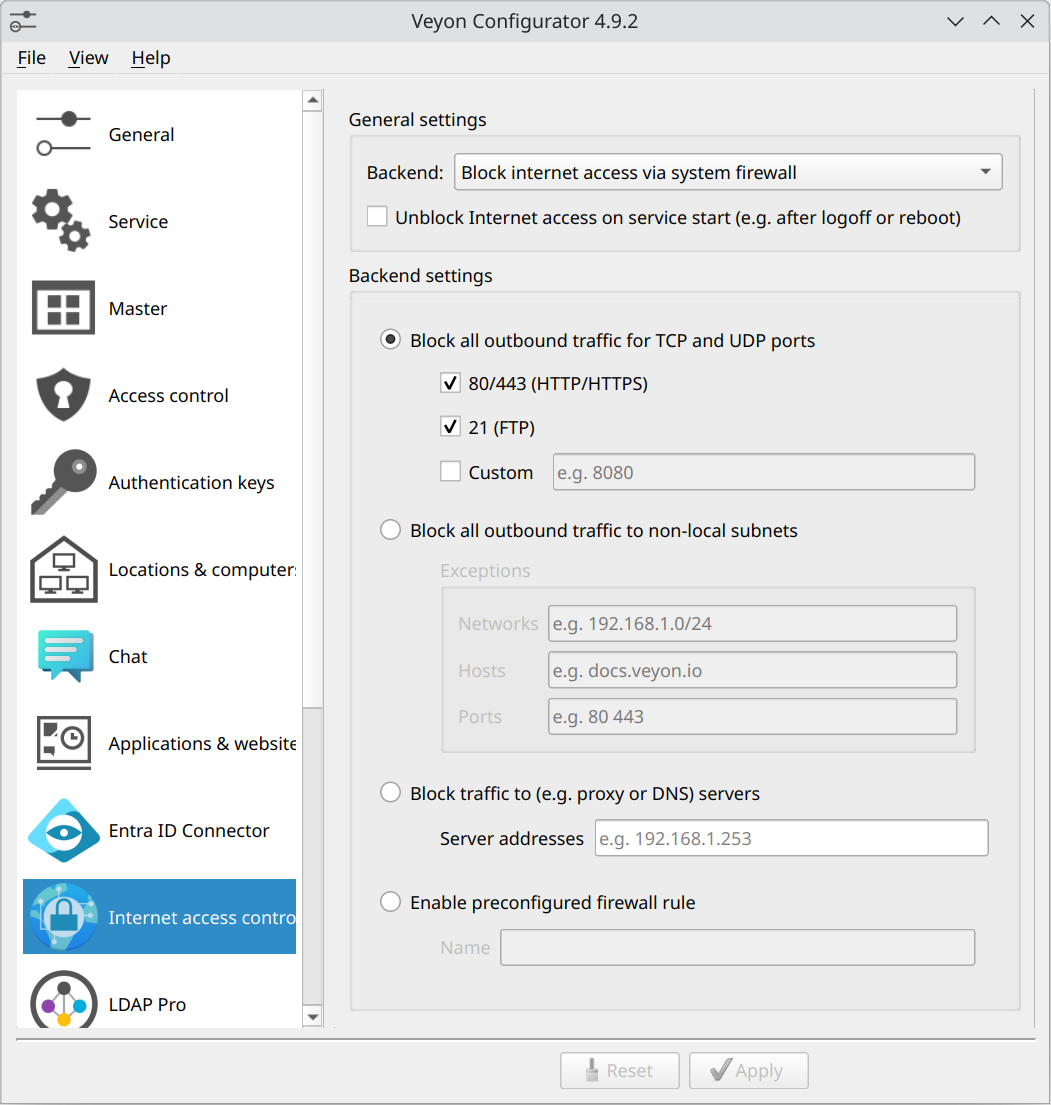 Veyon Configurator 4.9.2
File View Help
General
Service
Master
Access control
Authentication keys
Locations & computers
Chat
Applications & website
Entra ID Connector
Internet access contro
LDAP Pro
General settings
Backend: Block internet access via system firewall
Unblock Internet access on service start (e.g. after logoff or reboot)
Backend settings
Block all outbound traffic for TCP and UDP ports
80/443 (HTTP/HTTPS)
21 (FTP)
Custom e.g. 8080
Block all outbound traffic to non-local subnets
Exceptions
Networks e.g. 192.168.1.0/24
Hosts e.g. docs.veyon.io
Ports e.g. 80 443
Block traffic to (e.g. proxy or DNS) servers
Server addresses e.g. 192.168.1.253
Enable preconfigured firewall rule
Name
Reset Apply